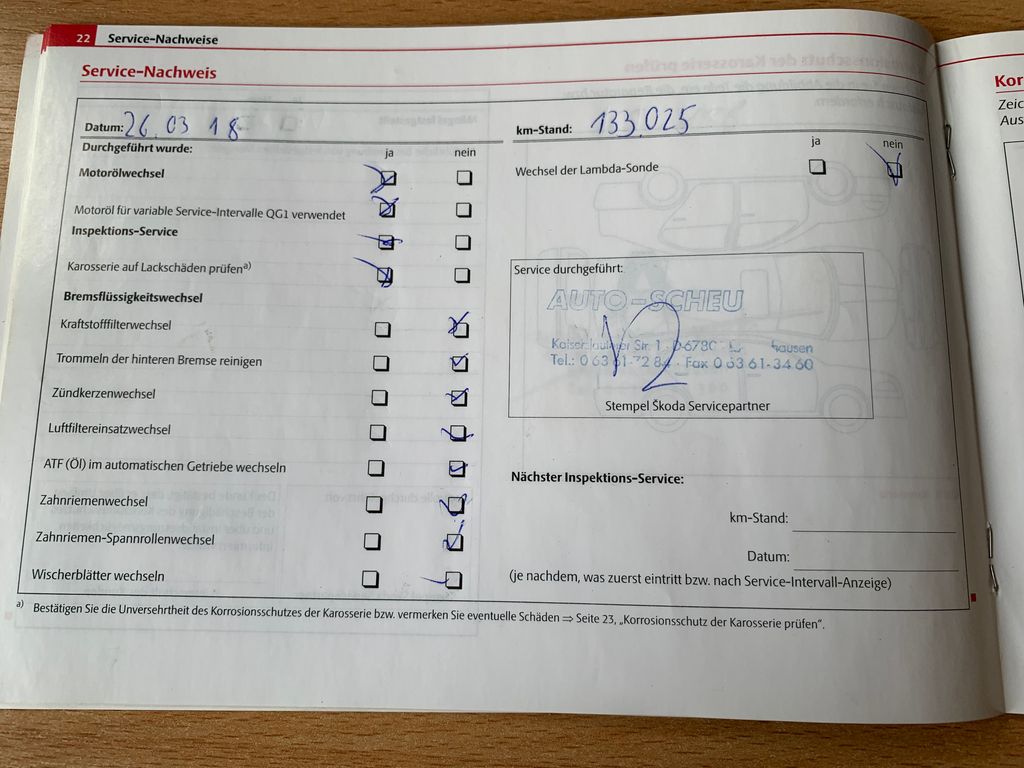 22 Service-Nachweise
Service-Nachweis
Datum: 26.03 18
km-Stand: 133.025
Durchgeführt wurde: ja nein
ja nein
Motorölwechsel
Wechsel der Lambda-Sonde
Motoröl für variable Service-Intervalle QG1 verwendet
Inspektions-Service
Karosserie auf Lackschäden prüfen a)
Bremsflüssigkeitswechsel
Kraftstofffilterwechsel
Trommeln der hinteren Bremse reinigen
Zündkerzenwechsel
Luftfiltereinsatzwechsel
ATF (Öl) im automatischen Getriebe wechseln
Zahnriemenwechsel
Zahnriemen-Spannrollenwechsel
Wischerblätter wechseln
Service durchgeführt:
AUTO-SCHEU
Str. 1
Tel.: Fax 0 63 61-34 60
Stempel Škoda Servicepartner
Nächster Inspektions-Service:
km-Stand:
Datum:
(je nachdem, was zuerst eintritt bzw. nach Service-Intervall-Anzeige)
a) Bestätigen Sie die Unversehrtheit des Korrosionsschutzes der Karosserie bzw. vermerken Sie eventuelle Schäden ⇒ Seite 23, „Korrosionsschutz der Karosserie prüfen“.
Kor
Zeic
Aus